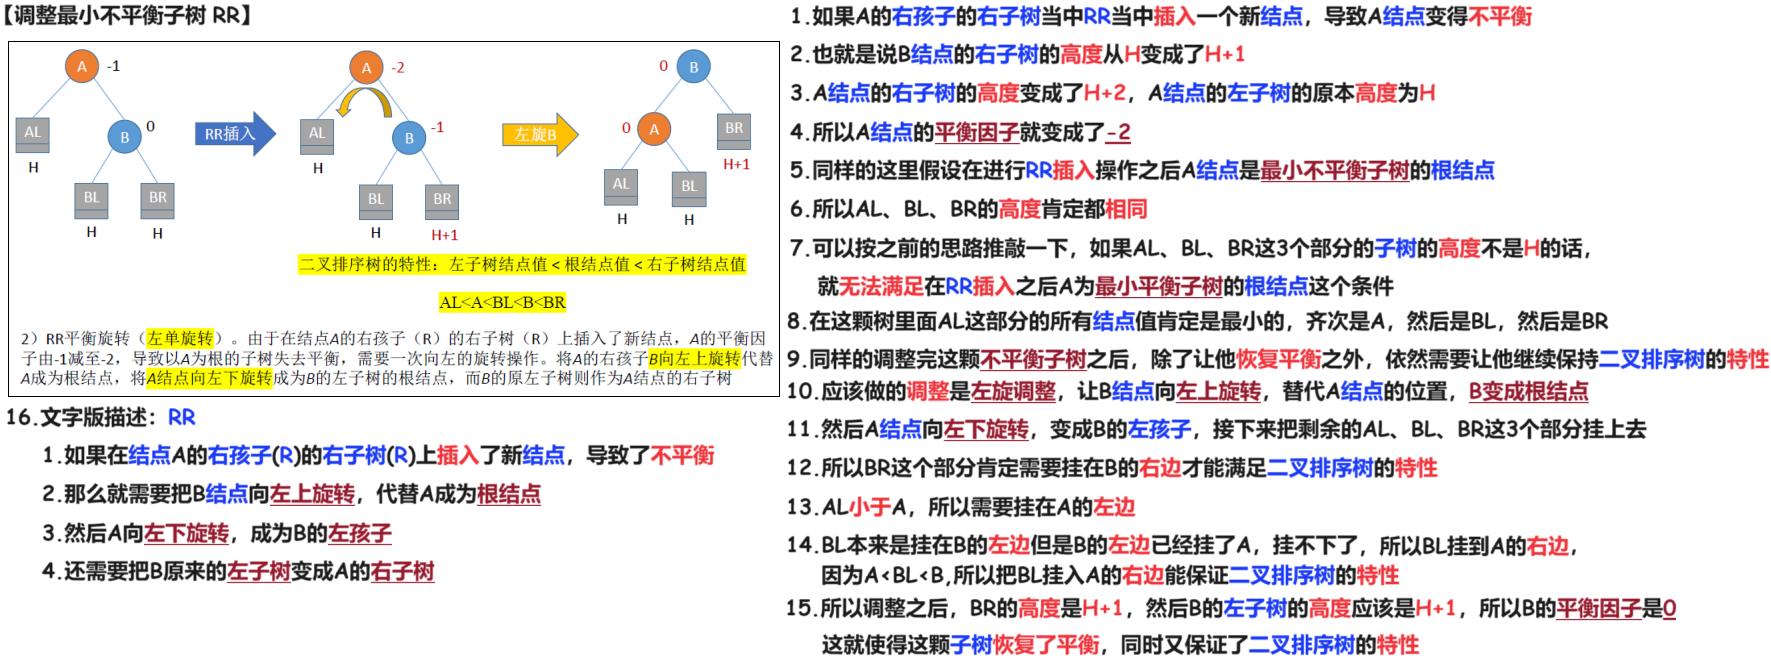 【调整最小不平衡子树 RR】
A
-1
AL
H
B
0
BL
H
BR
H
RR插入
A
-2
AL
H
B
-1
BL
H
BR
H+1
左旋B
0
B
0
A
BR
H+1
AL
H
BL
H
二叉排序树的特性：左子树结点值＜根结点值＜右子树结点值
AL<A<BL<B<BR
2）RR平衡旋转（左单旋转）。由于在结点A的右孩子（R）的右子树（R）上插入了新结点，A的平衡因
子由-1减至-2，导致以A为根的子树失去平衡，需要一次向左的旋转操作。将A的右孩子B向左上旋转代替
A成为根结点，将A结点向左下旋转成为B的左子树的根结点，而B的原左子树则作为A结点的右子树
16.文字版描述：RR
1.如果在结点A的右孩子(R)的右子树(R)上插入了新结点，导致了不平衡
2.那么就需要把B结点向左上旋转，代替A成为根结点
3.然后A向左下旋转，成为B的左孩子
4.还需要把B原来的左子树变成A的右子树
1.如果A的右孩子的右子树当中RR当中插入一个新结点，导致A结点变得不平衡
2.也就是说B结点的右子树的高度从H变成了H+1
3.A结点的右子树的高度变成了H+2，A结点的左子树的原本高度为H
4.所以A结点的平衡因子就变成了-2
5.同样的这里假设在进行RR插入操作之后A结点是最小不平衡子树的根结点
6.所以AL、BL、BR的高度肯定都相同
7.可以按之前的思路推敲一下，如果AL、BL、BR这3个部分的子树的高度不是H的话，
就无法满足在RR插入之后A为最小平衡子树的根结点这个条件
8.在这颗树里面AL这部分的所有结点值肯定是最小的，齐次是A，然后是BL，然后是BR
9.同样的调整完这颗不平衡子树之后，除了让他恢复平衡之外，依然需要让他继续保持二叉排序树的特性
10.应该做的调整是左旋调整，让B结点向左上旋转，替代A结点的位置，B变成根结点
11.然后A结点向左下旋转，变成B的左孩子，接下来把剩余的AL、BL、BR这3个部分挂上去
12.所以BR这个部分肯定需要挂在B的右边才能满足二叉排序树的特性
13.AL小于A，所以需要挂在A的左边
14.BL本来是挂在B的左边但是B的左边已经挂了A，挂不下了，所以BL挂到A的右边，
因为A<BL<B,所以把BL挂入A的右边能保证二叉排序树的特性
15.所以调整之后，BR的高度是H+1，然后B的左子树的高度应该是H+1，所以B的平衡因子是0
这就使得这颗子树恢复了平衡，同时又保证了二叉排序树的特性